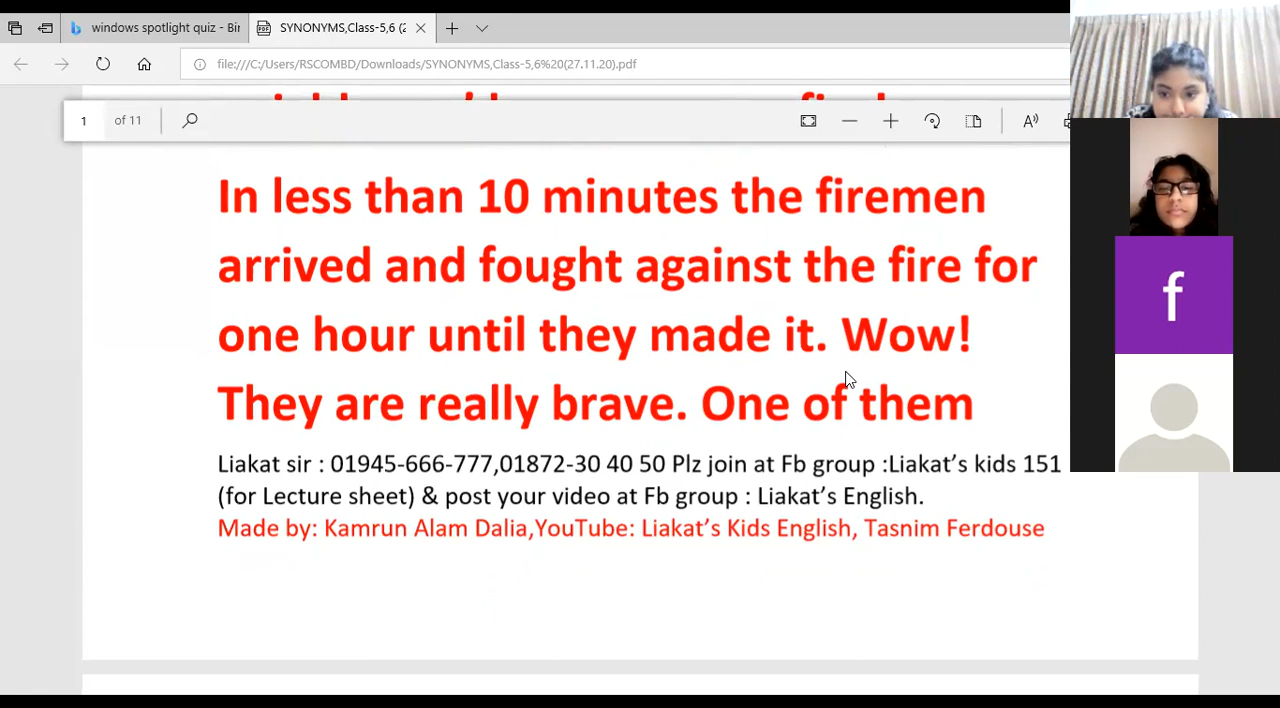 windows spotlight quiz - Bi
SYNONYMS,Class-5,6 (2
file:///C:/Users/RSCOMBD/Downloads/SYNONYMS,Class-5,6%20(27.11.20).pdf
1 of 11
In less than 10 minutes the firemen
arrived and fought against the fire for
one hour until they made it. Wow!
They are really brave. One of them
Liakat sir : 01945-666-777,01872-30 40 50 Plz join at Fb group :Liakat's kids 151
(for Lecture sheet) & post your video at Fb group : Liakat's English.
Made by: Kamrun Alam Dalia,YouTube: Liakat's Kids English, Tasnim Ferdouse
f